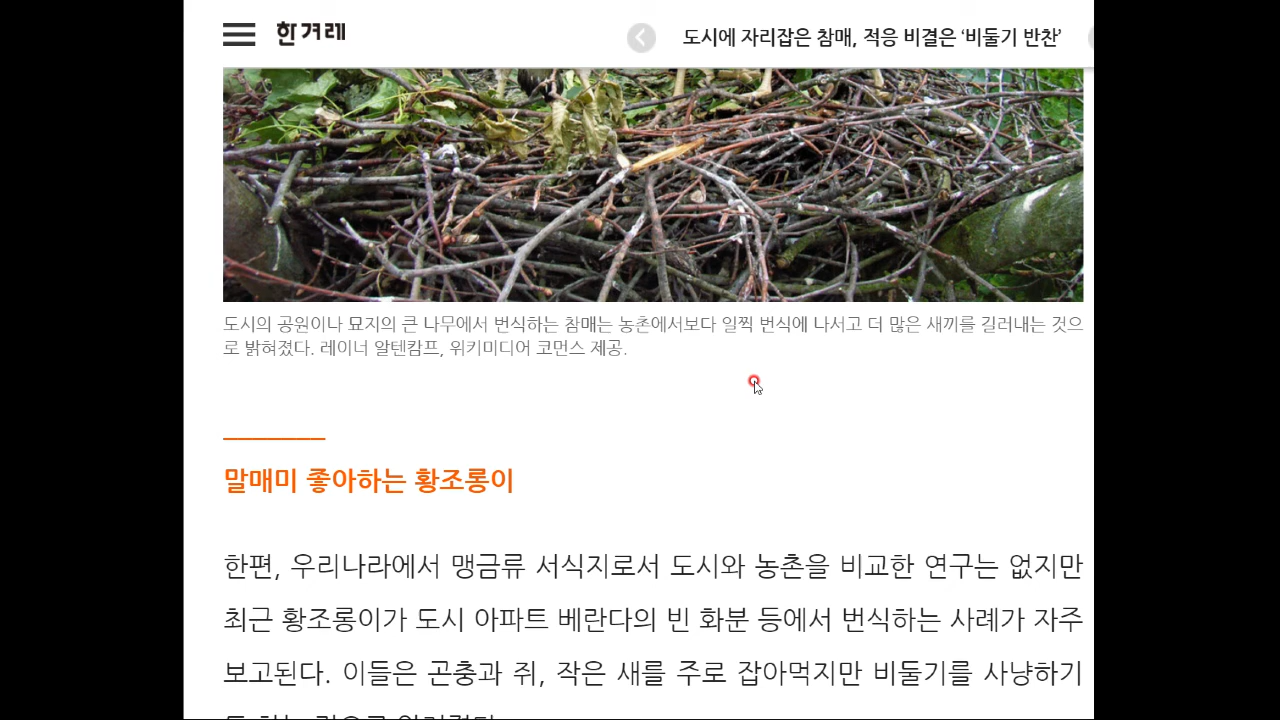 한겨레
도시에 자리잡은 참매, 적응 비결은 ‘비둘기 반찬’
도시의 공원이나 묘지의 큰 나무에서 번식하는 참매는 농촌에서보다 일찍 번식에 나서고 더 많은 새끼를 길러내는 것으
로 밝혀졌다. 레이너 알텐캄프, 위키미디어 코먼스 제공.
말매미 좋아하는 황조롱이
한편, 우리나라에서 맹금류 서식지로서 도시와 농촌을 비교한 연구는 없지만
최근 황조롱이가 도시 아파트 베란다의 빈 화분 등에서 번식하는 사례가 자주
보고된다. 이들은 곤충과 쥐, 작은 새를 주로 잡아먹지만 비둘기를 사냥하기